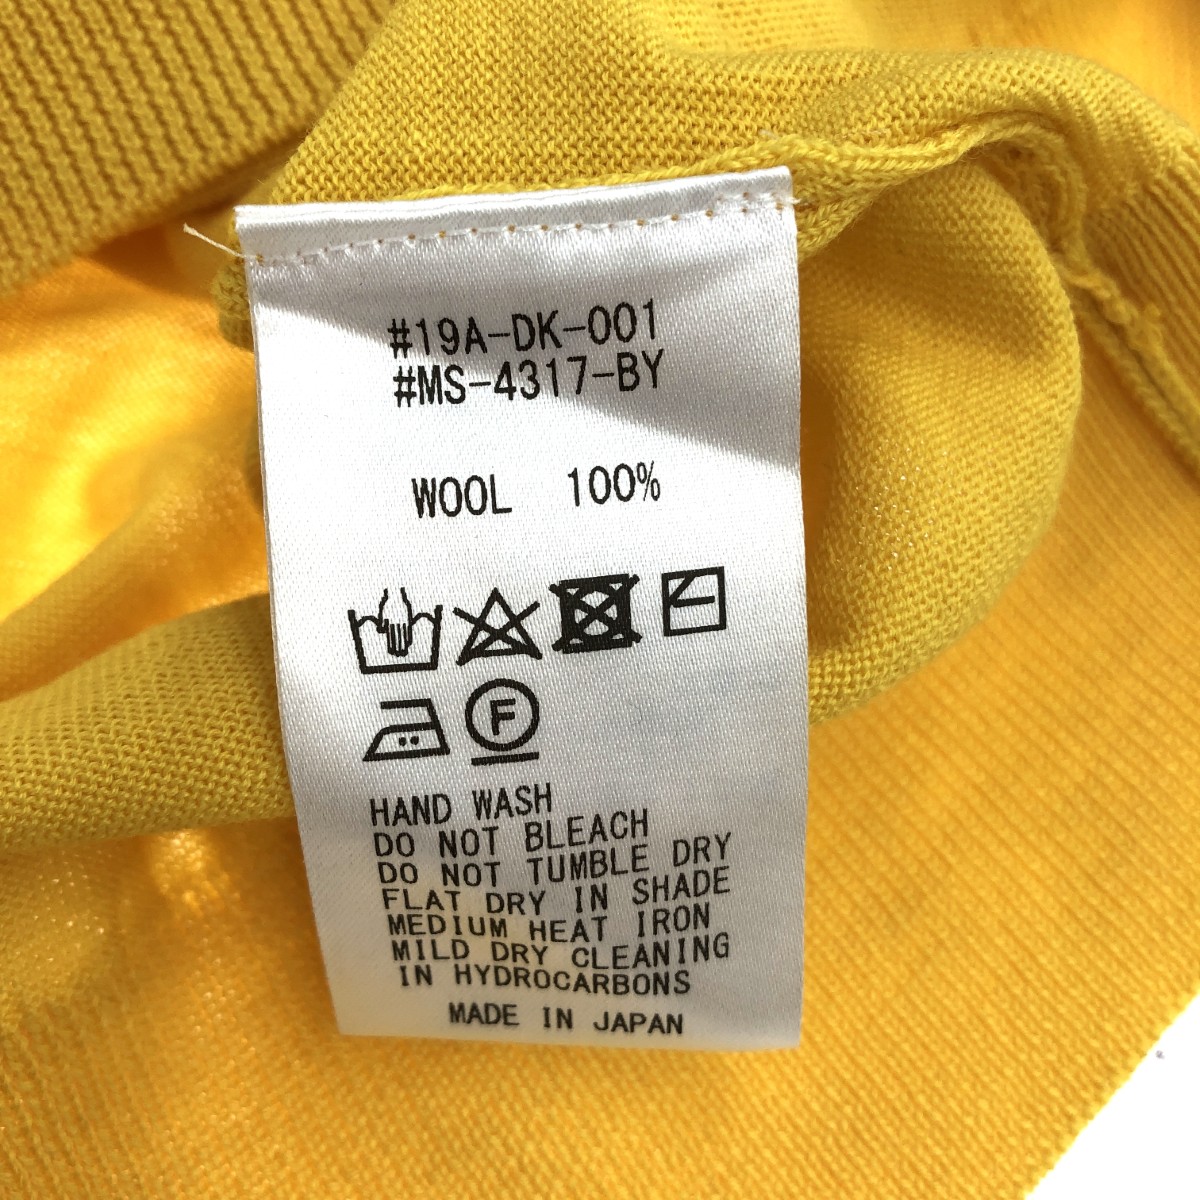 #19A-DK-001
#MS-4317-BY
WOOL 100%
F
HAND WASH
DO NOT BLEACH
DO NOT TUMBLE DRY
FLAT DRY IN SHADE
MEDIUM HEAT IRON
MILD DRY CLEANING
IN HYDROCARBONS
MADE IN JAPAN